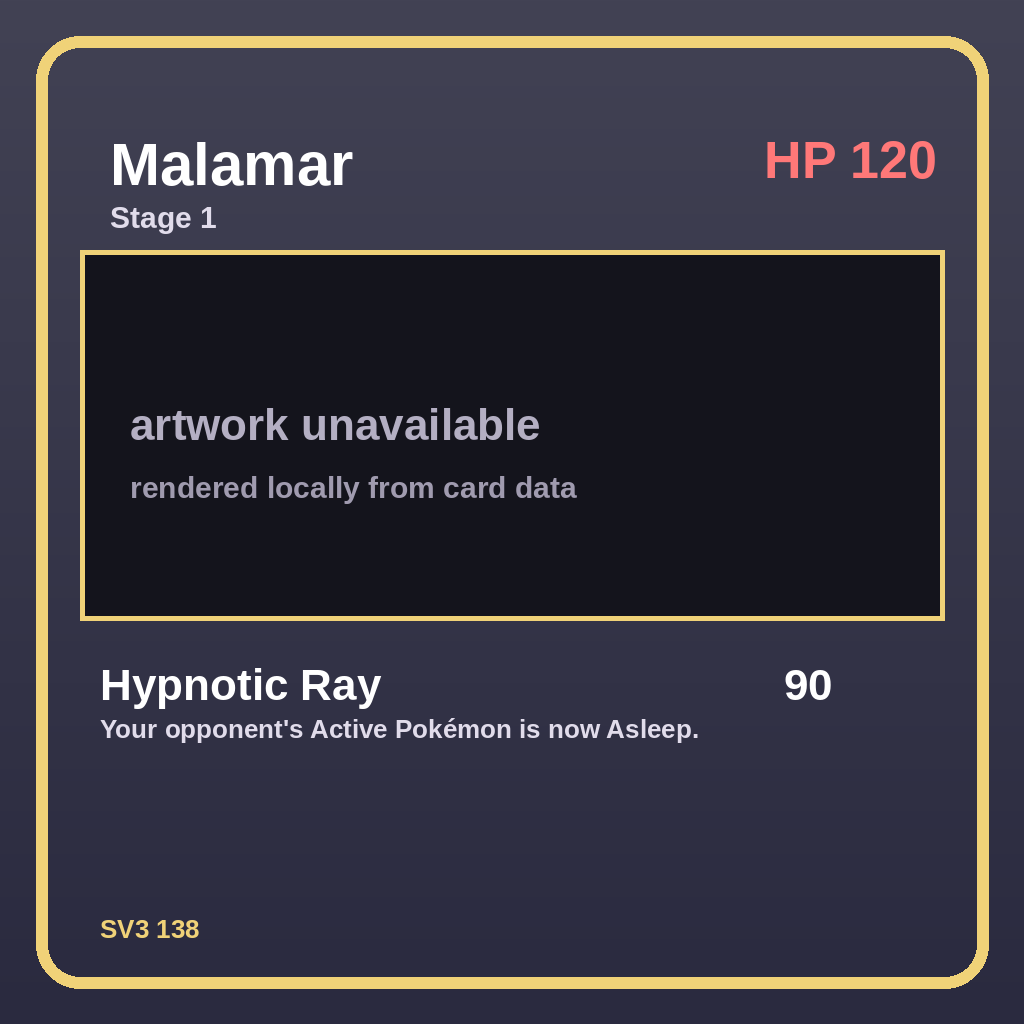 Malamar
HP 120
Stage 1
artwork unavailable
rendered locally from card data
Hypnotic Ray
90
Your opponent's Active Pokémon is now Asleep.
SV3 138